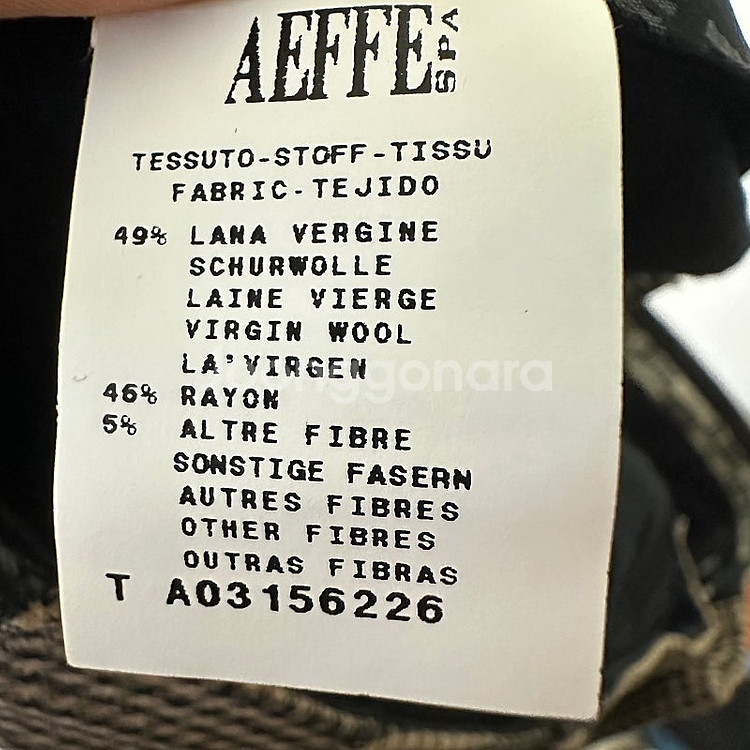 AEFFE SPA
TESSUTO-STOFF-TISSU
FABRIC-TEJIDO
49% LANA VERGINE
SCHURWOLLE
LAINE VIERGE
VIRGIN WOOL
LA'VIRGEN
46% RAYON
5% ALTRE FIBRE
SONSTIGE FASERN
AUTRES FIBRES
OTHER FIBRES
OUTRAS FIBRAS
T A03156226